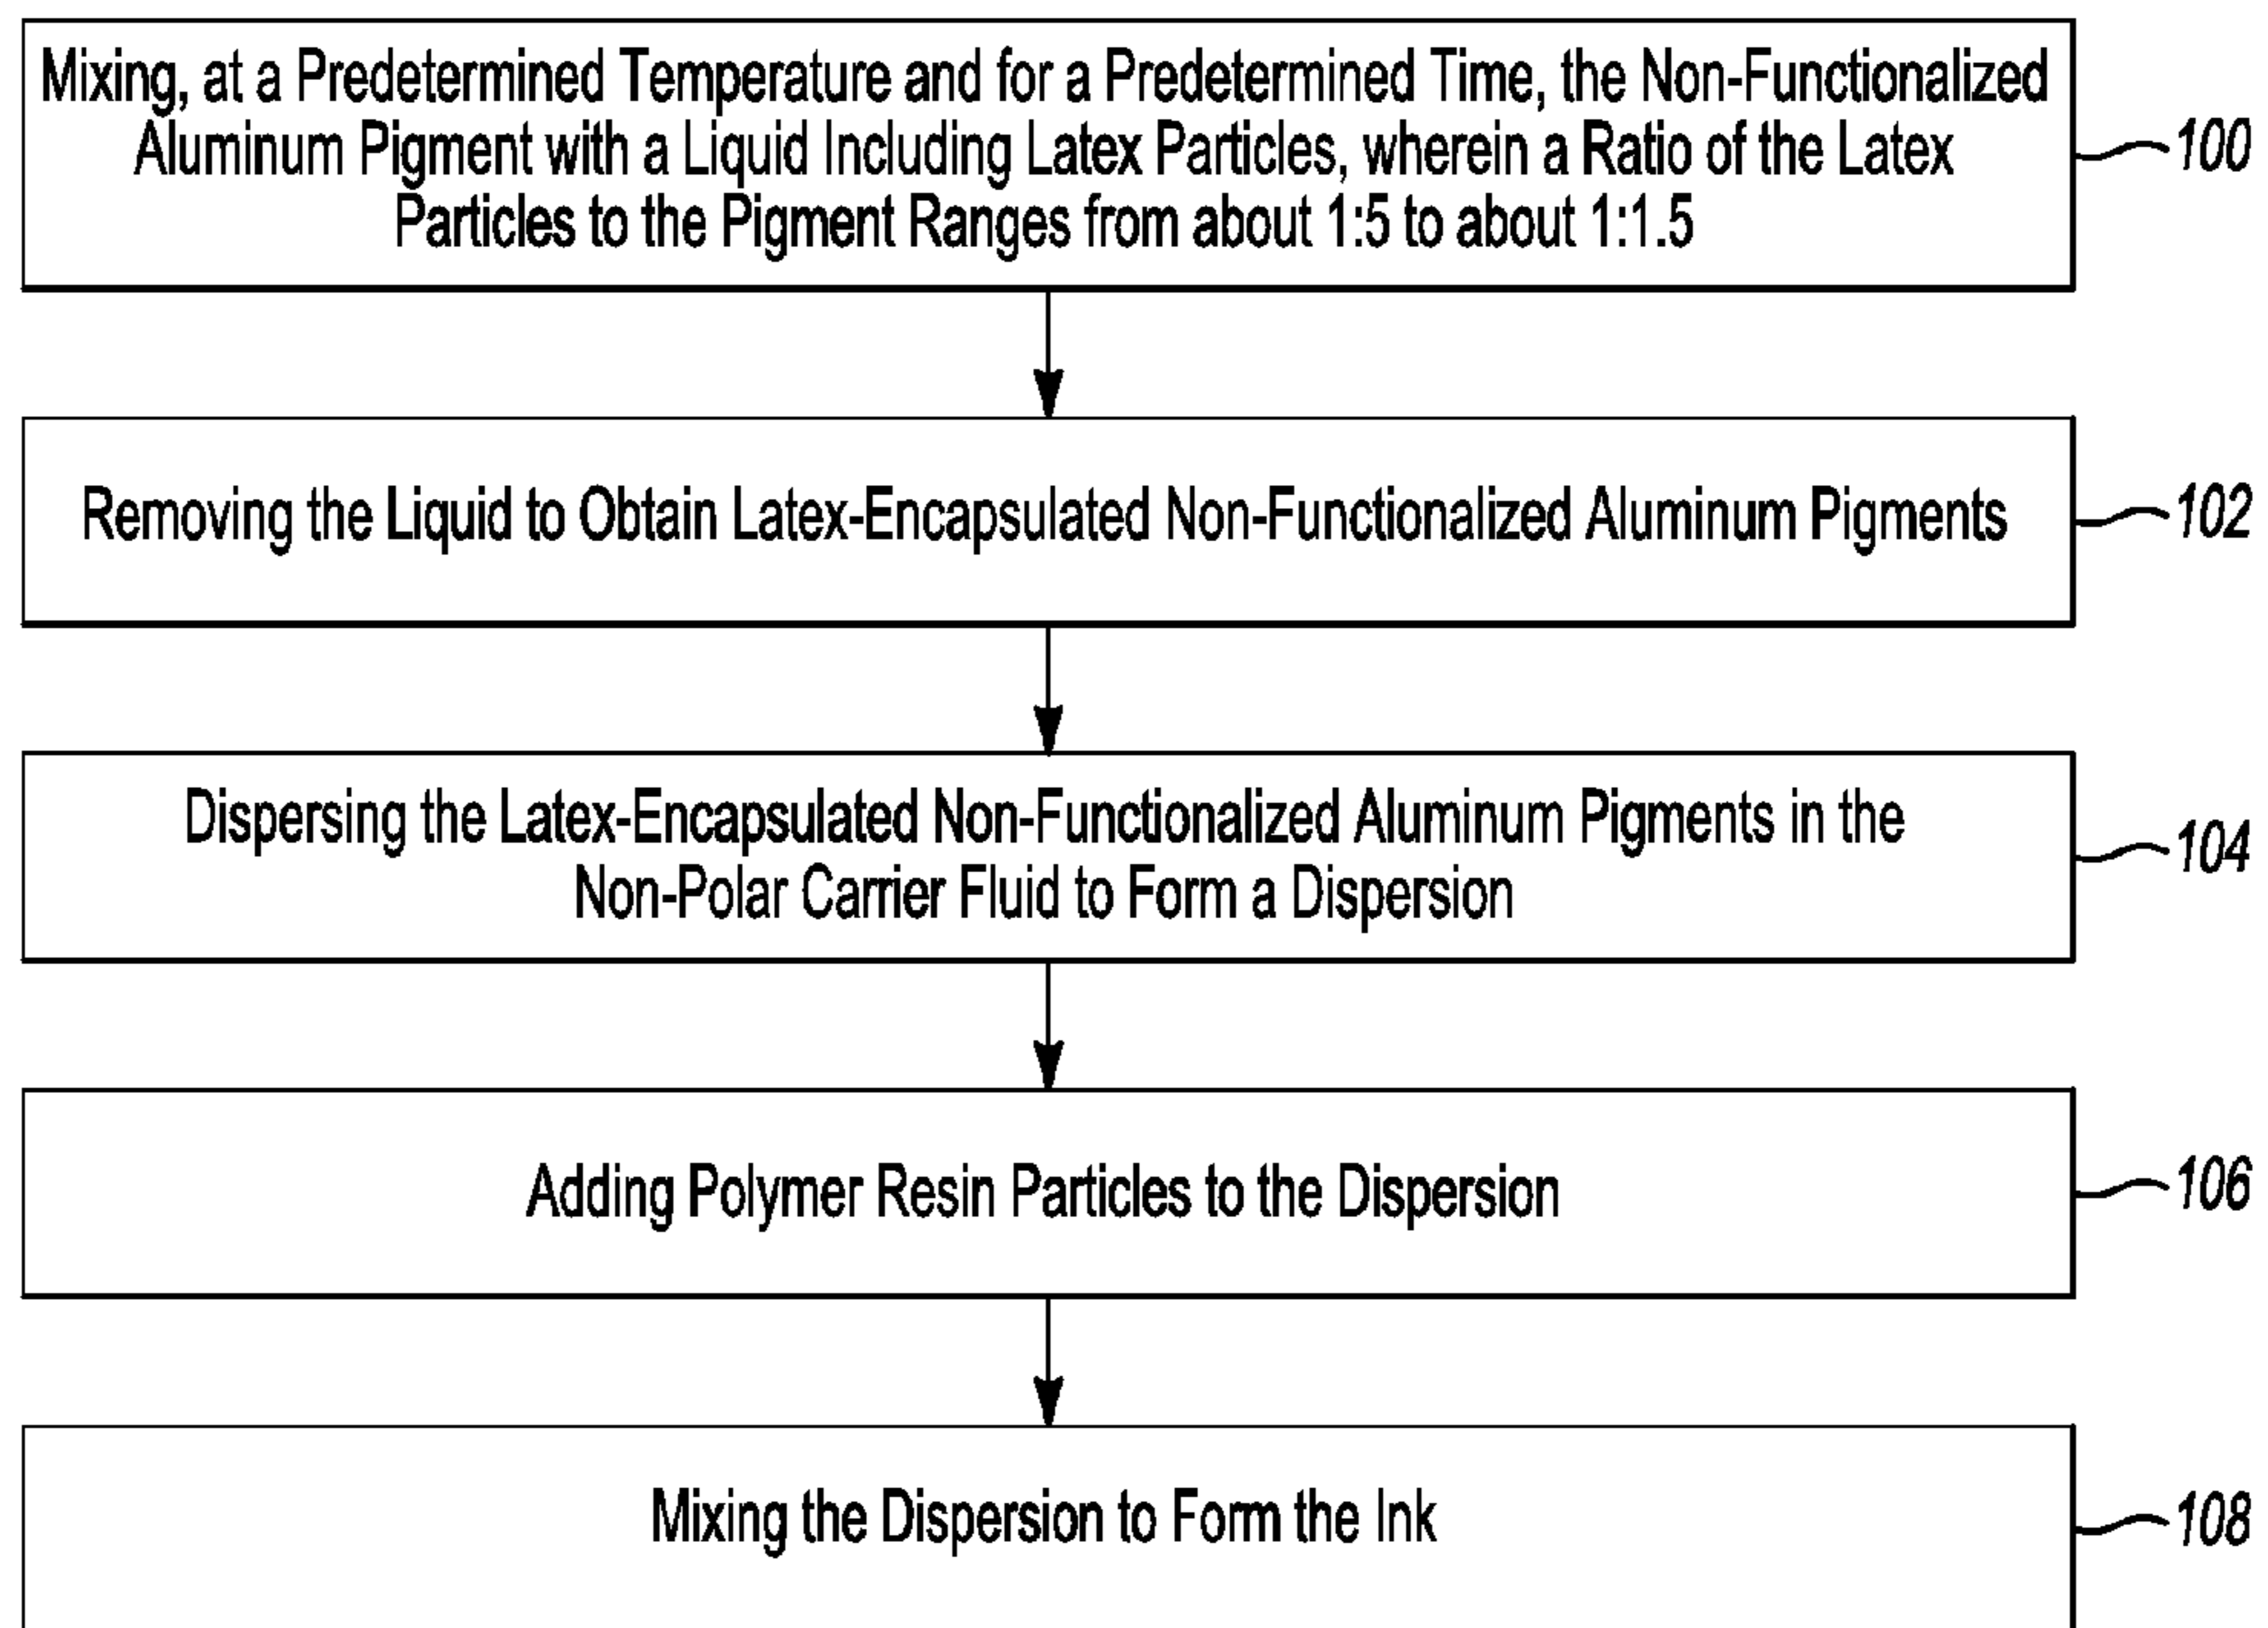 Mixing, at a Predetermined Temperature and for a Predetermined Time, the Non-Functionalized
Aluminum Pigment with a Liquid Including Latex Particles, wherein a Ratio of the Latex
Particles to the Pigment Ranges from about 1:5 to about 1:1.5
100
Removing the Liquid to Obtain Latex-Encapsulated Non-Functionalized Aluminum Pigments
102
Dispersing the Latex-Encapsulated Non-Functionalized Aluminum Pigments in the
Non-Polar Carrier Fluid to Form a Dispersion
104
Adding Polymer Resin Particles to the Dispersion
106
Mixing the Dispersion to Form the Ink
108